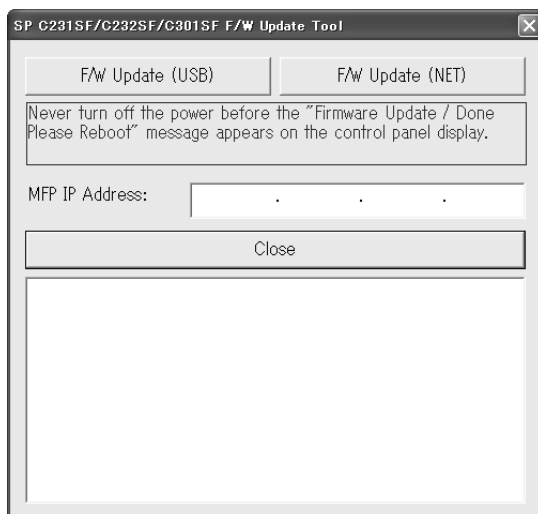 SP C231SF/C232SF/C301SF F/W Update Tool
F/W Update (USB) F/W Update (NET)
Never turn off the power before the "Firmware Update / Done
Please Reboot" message appears on the control panel display.
MFP IP Address: . . .
Close